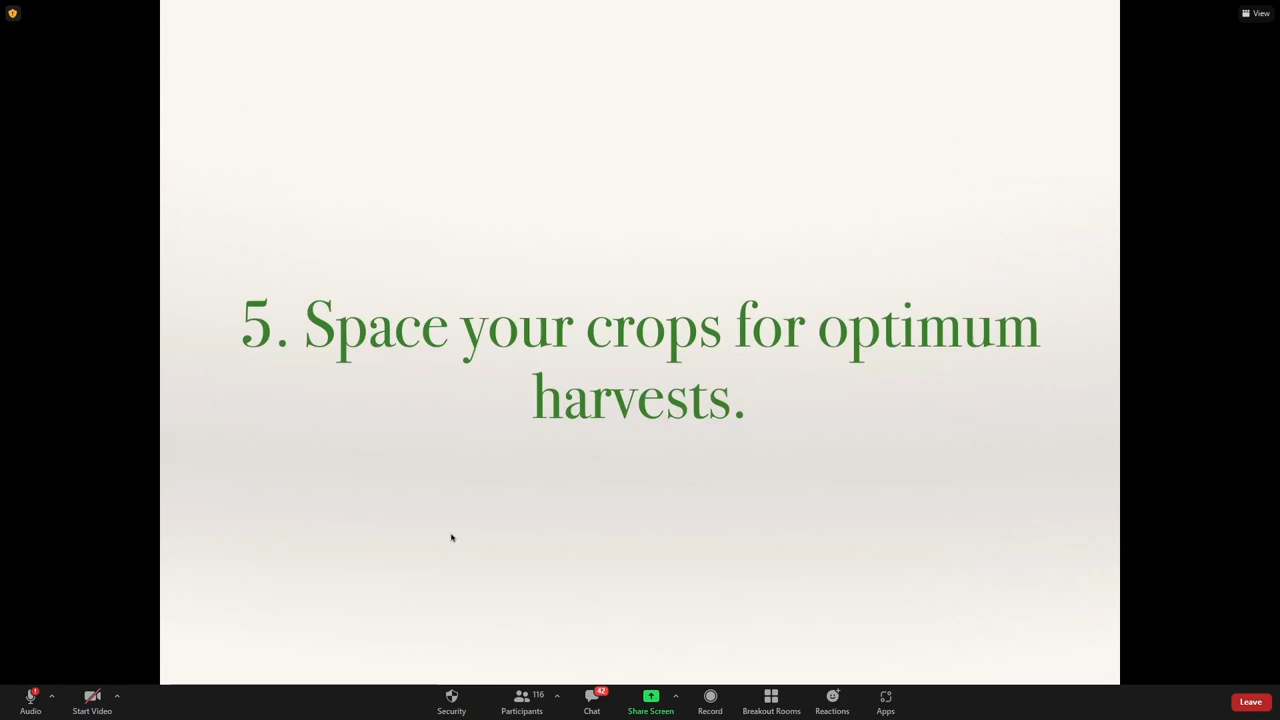 View
5. Space your crops for optimum
harvests.
Audio
Start Video
Security
116
Participants
42
Chat
Share Screen
Record
Breakout Rooms
Reactions
Apps
Leave